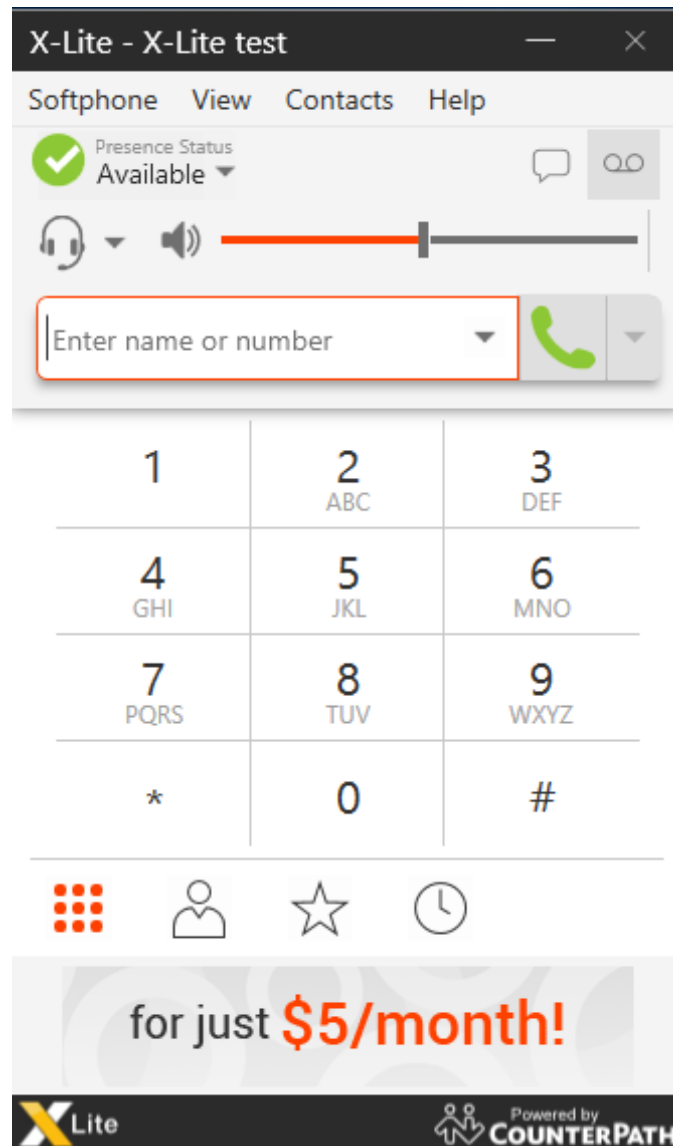 X-Lite - X-Lite test
Softphone View Contacts Help
Presence Status
Available
Enter name or number
1 2 3
ABC DEF
4 5 6
GHI JKL MNO
7 8 9
PQRS TUV WXYZ
* 0 #
for just $5/month!
X Lite
Powered by
COUNTERPATH